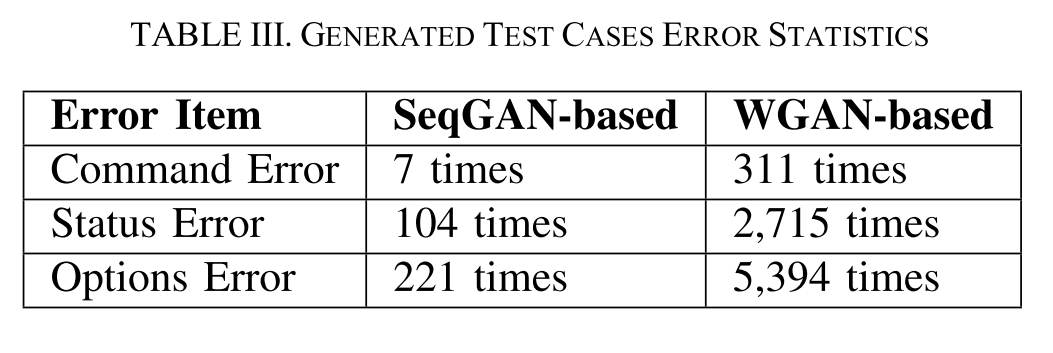 TABLE III. GENERATED TEST CASES ERROR STATISTICS
Error Item SeqGAN-based WGAN-based
Command Error 7 times 311 times
Status Error 104 times 2,715 times
Options Error 221 times 5,394 times